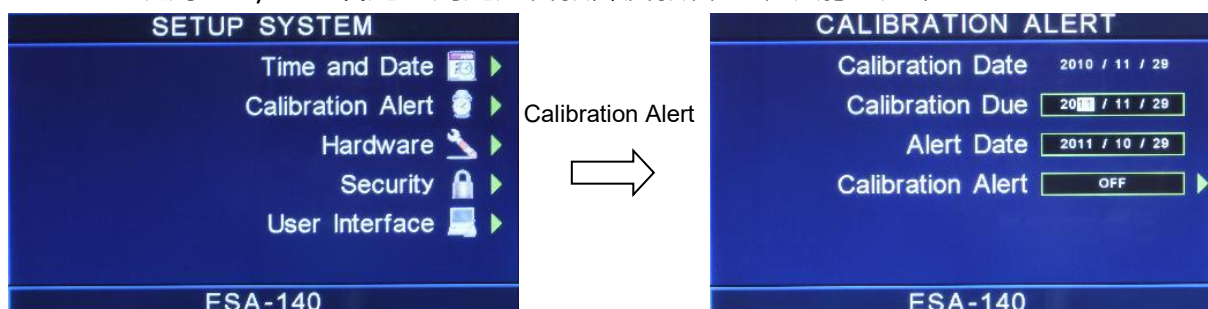 SETUP SYSTEM
Time and Date
Calibration Alert
Hardware
Security
User Interface
ESA-140
Calibration Alert
CALIBRATION ALERT
Calibration Date 2010 / 11 / 29
Calibration Due 2011 / 11 / 29
Alert Date 2011 / 10 / 29
Calibration Alert OFF
ESA-140